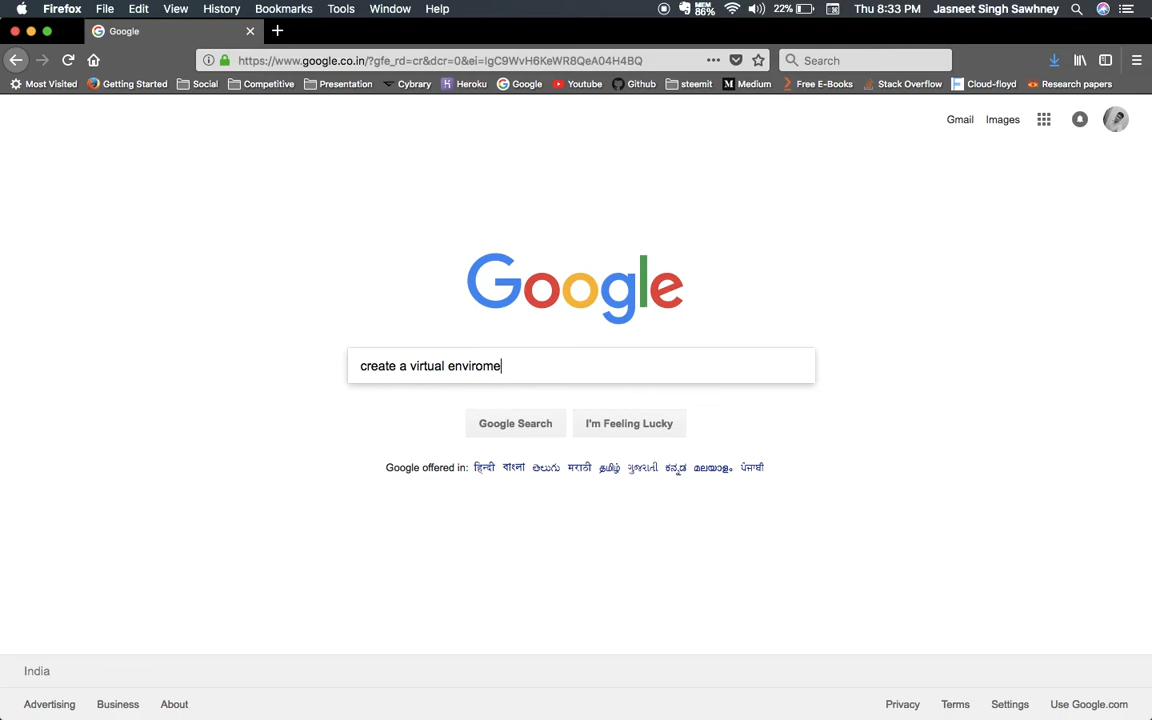 Firefox File Edit View History Bookmarks Tools Window Help MEM 86% 22% Thu 8:33 PM Jasneet Singh Sawhney
Google
https://www.google.co.in/?gfe_rd=cr&dcr=0&ei=IgC9WvH6KeWR8QeA04H4BQ Search
Most Visited Getting Started Social Competitive Presentation Cybrary Heroku Google Youtube Github steemit Medium Free E-Books Stack Overflow Cloud-floyd Research papers
Gmail Images
Google
create a virtual envirome
Google Search I'm Feeling Lucky
Google offered in: हिन्दी বাংলা తెలుగు मराठी தமிழ் ગુજરાતી ಕನ್ನಡ മലയാളം ਪੰਜਾਬੀ
India
Advertising Business About Privacy Terms Settings Use Google.com